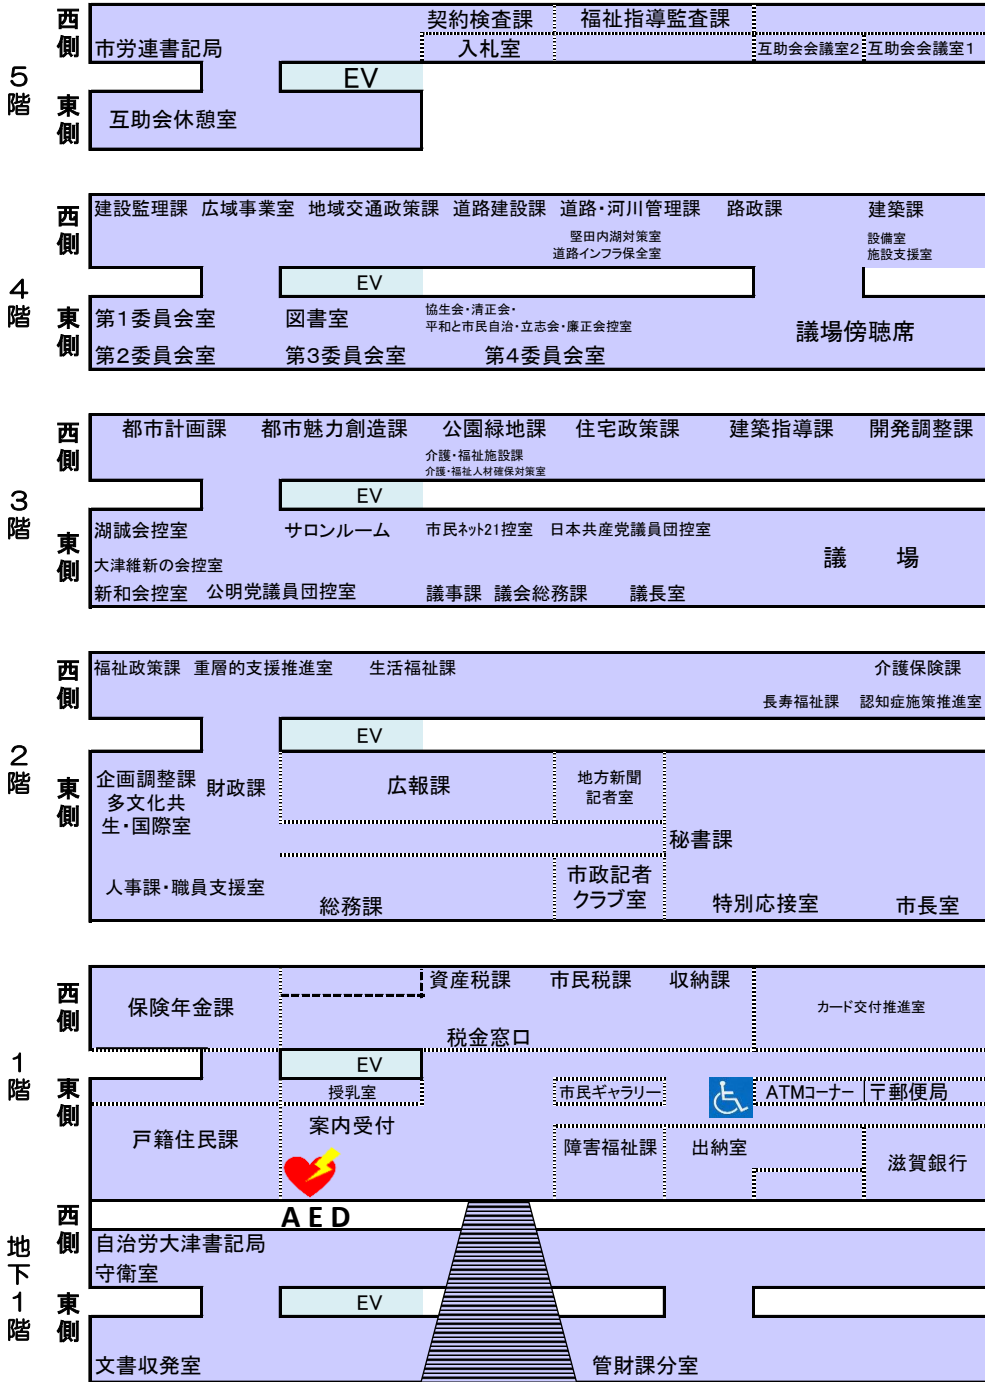 5階
西側
契約検査課 福祉指導監査課
市労連書記局 入札室 互助会会議室2 互助会会議室1
EV
東側
互助会休憩室
4階
西側
建設監理課 広域事業室 地域交通政策課 道路建設課 道路・河川管理課 路政課 建築課
堅田内湖対策室 設備室
道路インフラ保全室 施設支援室
EV
東側
協生会・清正会・
第1委員会室 図書室 平和と市民自治・立志会・廉正会控室 議場傍聴席
第2委員会室 第3委員会室 第4委員会室
3階
西側
都市計画課 都市魅力創造課 公園緑地課 住宅政策課 建築指導課 開発調整課
介護・福祉施設課
介護・福祉人材確保対策室
EV
東側
湖誠会控室 サロンルーム 市民ネット21控室 日本共産党議員団控室
大津維新の会控室 議場
新和会控室 公明党議員団控室 議事課 議会総務課 議長室
2階
西側
福祉政策課 重層的支援推進室 生活福祉課 介護保険課
長寿福祉課 認知症施策推進室
EV
東側
企画調整課 財政課 広報課 地方新聞
多文化共 記者室
生・国際室
秘書課
人事課・職員支援室 市政記者
総務課 クラブ室 特別応接室 市長室
1階
西側
資産税課 市民税課 収納課
保険年金課 カード交付推進室
税金窓口
EV
東側
授乳室 市民ギャラリー ATMコーナー 〒郵便局
戸籍住民課 案内受付 障害福祉課 出納室 滋賀銀行
AED
地下1階
西側
自治労大津書記局
守衛室
EV
東側
文書収発室 管財課分室